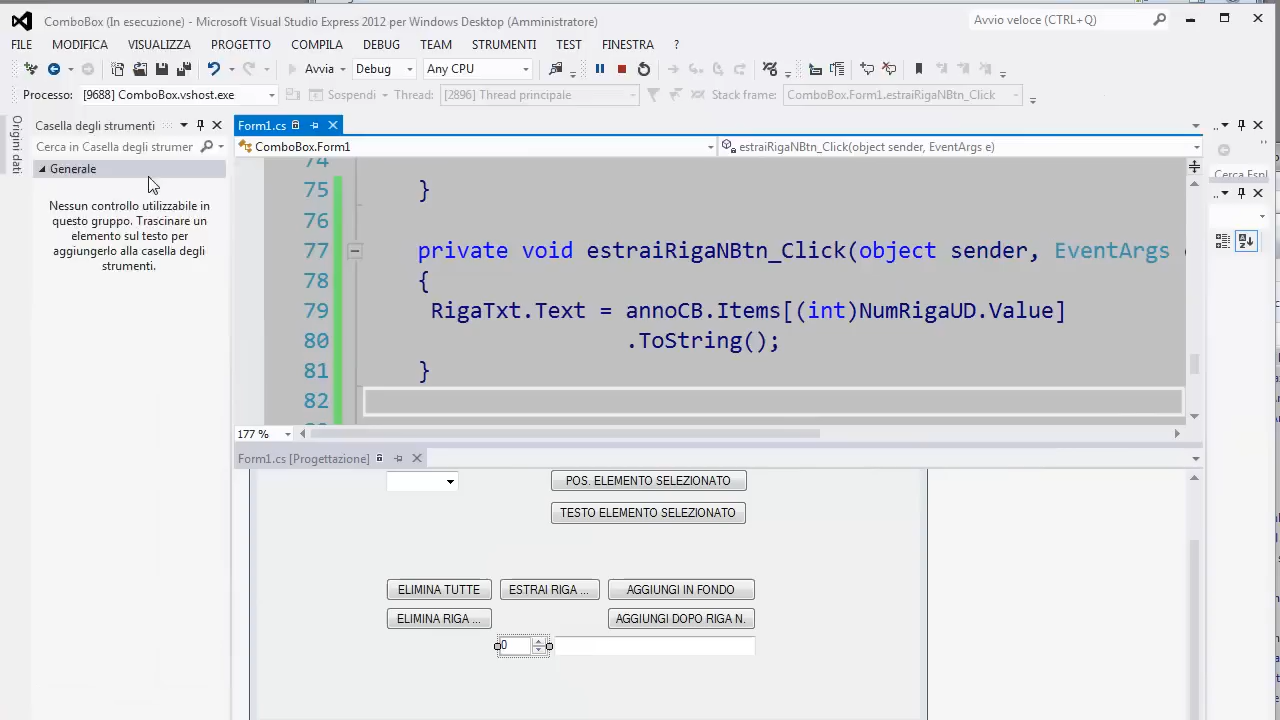 ComboBox (In esecuzione) - Microsoft Visual Studio Express 2012 per Windows Desktop (Amministratore)
Avvio veloce (CTRL+Q)
FILE MODIFICA VISUALIZZA PROGETTO COMPILA DEBUG TEAM STRUMENTI TEST FINESTRA ?
Avvia Debug Any CPU
Processo: [9688] ComboBox.vshost.exe Sospendi Thread: [2896] Thread principale Stack frame: ComboBox.Form1.estraiRigaNBtn_Click
Origini dati
Casella degli strumenti
Form1.cs
Cerca in Casella degli strumer
ComboBox.Form1
estraiRigaNBtn_Click(object sender, EventArgs e)
Generale
Cerca Espl
Nessun controllo utilizzabile in
questo gruppo. Trascinare un
elemento sul testo per
aggiungerlo alla casella degli
strumenti.
74
75 }
76
77 private void estraiRigaNBtn_Click(object sender, EventArgs e
78 {
79 RigaTxt.Text = annoCB.Items[(int)NumRigaUD.Value]
80 .ToString();
81 }
82
177 %
Form1.cs [Progettazione]
POS. ELEMENTO SELEZIONATO
TESTO ELEMENTO SELEZIONATO
ELIMINA TUTTE ESTRAI RIGA ... AGGIUNGI IN FONDO
ELIMINA RIGA ... AGGIUNGI DOPO RIGA N.
0